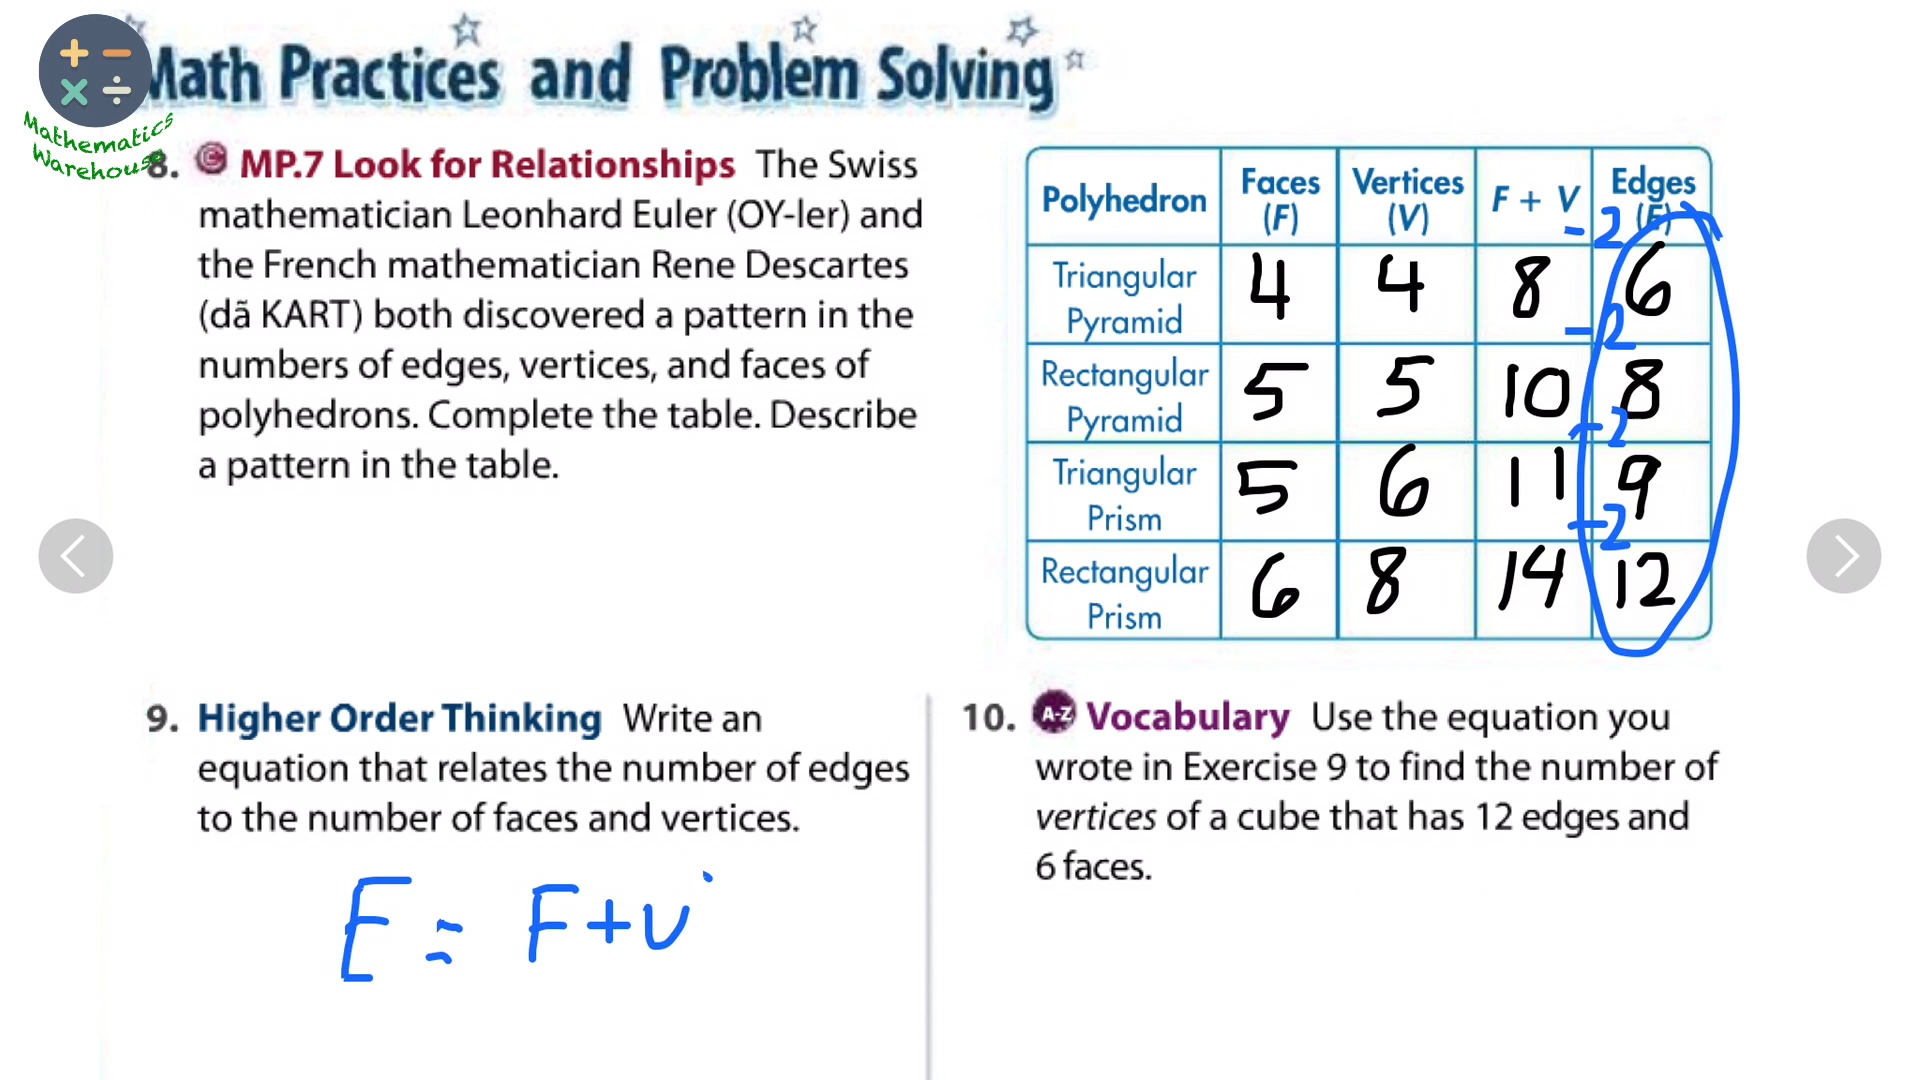 Math Practices and Problem Solving
Mathematics
Warehouse
8. MP.7 Look for Relationships The Swiss
mathematician Leonhard Euler (OY-ler) and
the French mathematician Rene Descartes
(dã KART) both discovered a pattern in the
numbers of edges, vertices, and faces of
polyhedrons. Complete the table. Describe
a pattern in the table.
Polyhedron Faces (F) Vertices (V) F + V Edges (E)
-2
Triangular Pyramid 4 4 8 6
-2
Rectangular Pyramid 5 5 10 8
-2
Triangular Prism 5 6 11 9
-2
Rectangular Prism 6 8 14 12
9. Higher Order Thinking Write an
equation that relates the number of edges
to the number of faces and vertices.
E = F+V
10. A-Z Vocabulary Use the equation you
wrote in Exercise 9 to find the number of
vertices of a cube that has 12 edges and
6 faces.